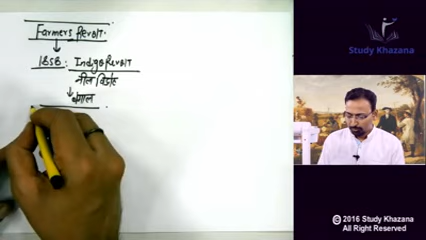 Farmers Revolt.
1858: Indigo Revolt
नील विद्रोह
बंगाल
Study Khazana
© 2016 Study Khazana
All Right Reserved